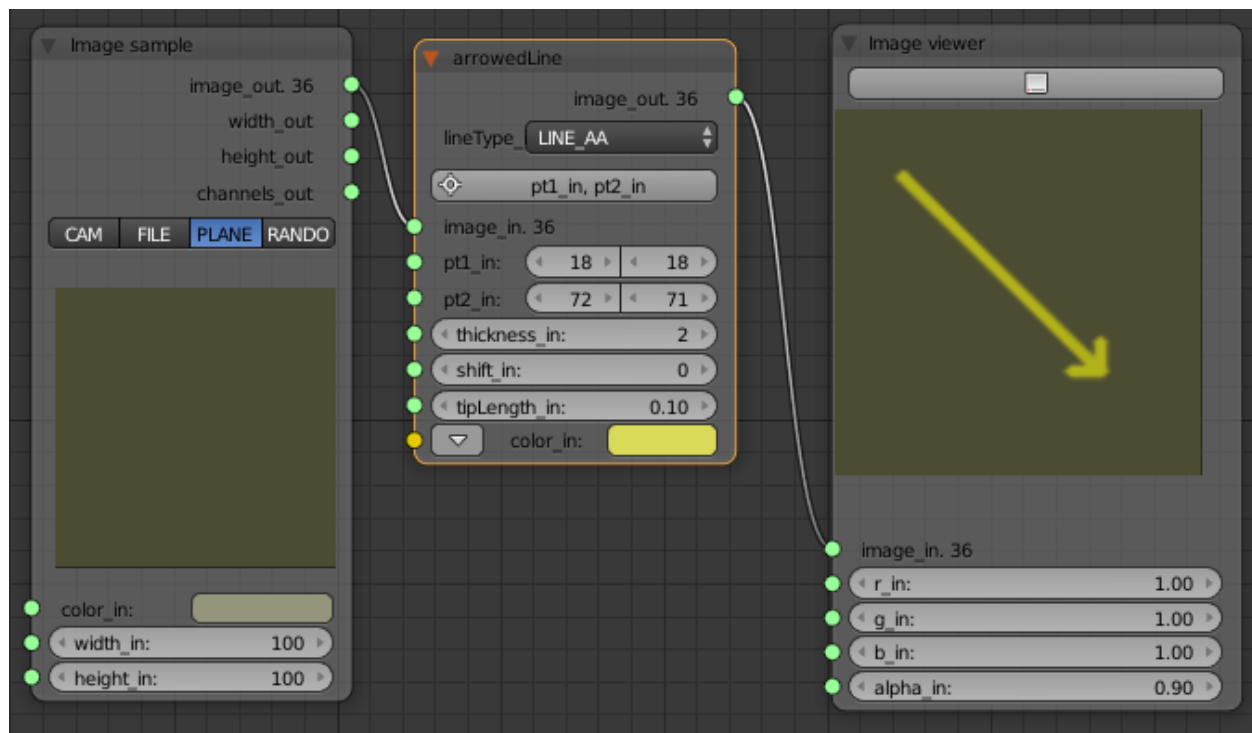 Image sample
image_out. 36
width_out
height_out
channels_out
CAM FILE PLANE RANDO
color_in:
width_in: 100
height_in: 100
arrowedLine
image_out. 36
lineType_ LINE_AA
pt1_in, pt2_in
image_in. 36
pt1_in: 18 18
pt2_in: 72 71
thickness_in: 2
shift_in: 0
tipLength_in: 0.10
color_in:
Image viewer
image_in. 36
r_in: 1.00
g_in: 1.00
b_in: 1.00
alpha_in: 0.90